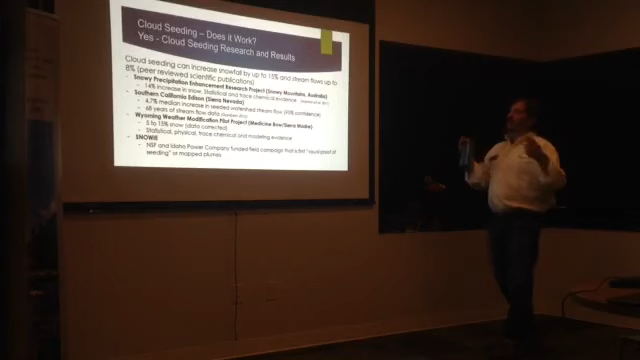 Cloud Seeding – Does it Work?
Yes - Cloud Seeding Research and Results
Cloud seeding can increase snowfall by up to 15% and stream flows up to
8% (peer reviewed scientific publications)
Snowy Precipitation Enhancement Research Project (Snowy Mountains, Australia)
14% increase in snow, Statistical and trace chemical evidence
Southern California Edison (Sierra Nevada)
4.7% median increase in seeded watershed stream flow (90% confidence)
68 years of stream flow data
Wyoming Weather Modification Pilot Project (Medicine Bow/Sierra Madre)
5 to 15% snow (data corrected)
Statistical, physical, trace chemical and modeling evidence
SNOWIE
NSF and Idaho Power Company funded field campaign that is first "visual proof of
seeding" or mapped plumes